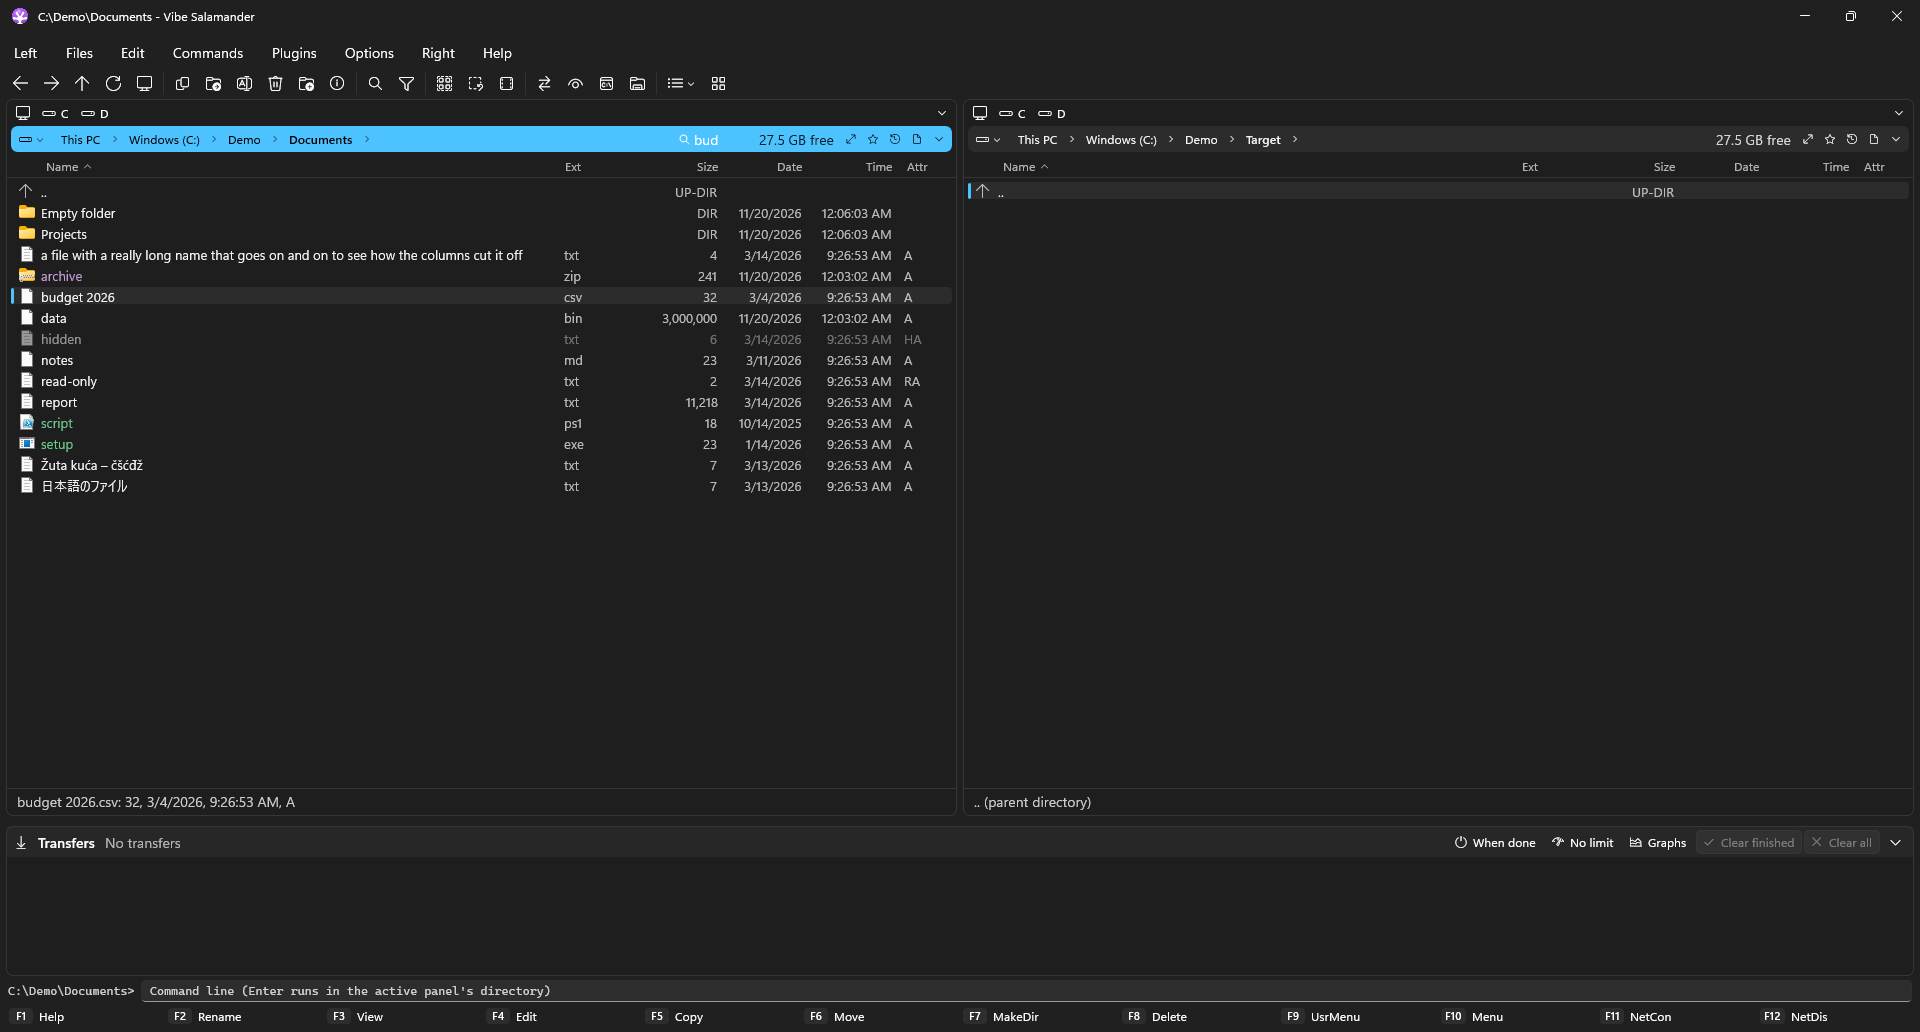 C:\Demo\Documents - Vibe Salamander
Left Files Edit Commands Plugins Options Right Help
C D
This PC Windows (C:) Demo Documents bud 27.5 GB free
Name Ext Size Date Time Attr
.. UP-DIR
Empty folder DIR 11/20/2026 12:06:03 AM
Projects DIR 11/20/2026 12:06:03 AM
a file with a really long name that goes on and on to see how the columns cut it off txt 4 3/14/2026 9:26:53 AM A
archive zip 241 11/20/2026 12:03:02 AM A
budget 2026 csv 32 3/4/2026 9:26:53 AM A
data bin 3,000,000 11/20/2026 12:03:02 AM A
hidden txt 6 3/14/2026 9:26:53 AM HA
notes md 23 3/11/2026 9:26:53 AM A
read-only txt 2 3/14/2026 9:26:53 AM RA
report txt 11,218 3/14/2026 9:26:53 AM A
script ps1 18 10/14/2025 9:26:53 AM A
setup exe 23 1/14/2026 9:26:53 AM A
Žuta kuća – čšćđž txt 7 3/13/2026 9:26:53 AM A
日本語のファイル txt 7 3/13/2026 9:26:53 AM A
budget 2026.csv: 32, 3/4/2026, 9:26:53 AM, A
C D
This PC Windows (C:) Demo Target 27.5 GB free
Name Ext Size Date Time Attr
.. UP-DIR
.. (parent directory)
Transfers No transfers When done No limit Graphs Clear finished Clear all
C:\Demo\Documents> Command line (Enter runs in the active panel's directory)
F1 Help F2 Rename F3 View F4 Edit F5 Copy F6 Move F7 MakeDir F8 Delete F9 UsrMenu F10 Menu F11 NetCon F12 NetDis